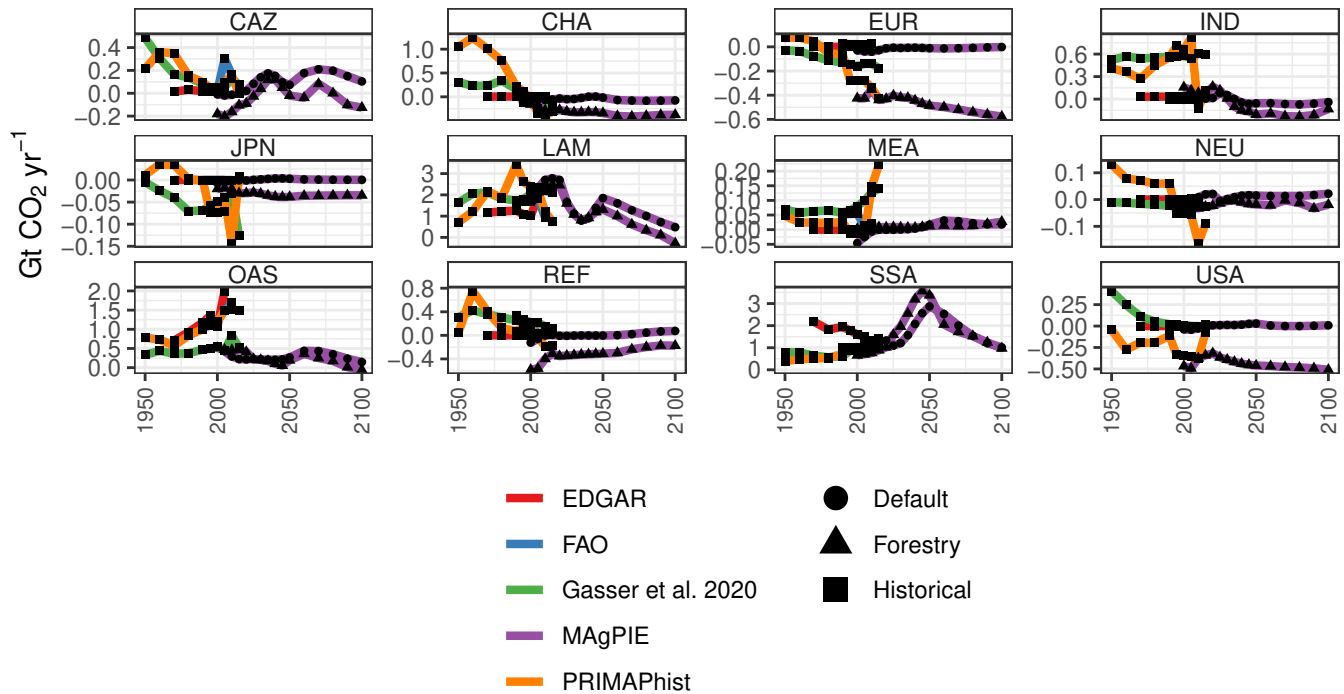 CAZ CHA EUR IND
0.4 0.2 0.0 −0.2
1.0 0.5 0.0
0.0 −0.2 −0.4 −0.6
0.6 0.3 0.0
JPN LAM MEA NEU
0.00 −0.05 −0.10 −0.15
3 2 1 0
0.20 0.15 0.10 0.05 0.00 −0.05
0.1 0.0 −0.1
OAS REF SSA USA
2.0 1.5 1.0 0.5 0.0
0.8 0.4 0.0 −0.4
3 2 1 0
0.25 0.00 −0.25 −0.50
1950 2000 2050 2100 1950 2000 2050 2100 1950 2000 2050 2100 1950 2000 2050 2100
Gt CO₂ yr⁻¹
EDGAR Default
FAO Forestry
Gasser et al. 2020 Historical
MAgPIE
PRIMAPhist